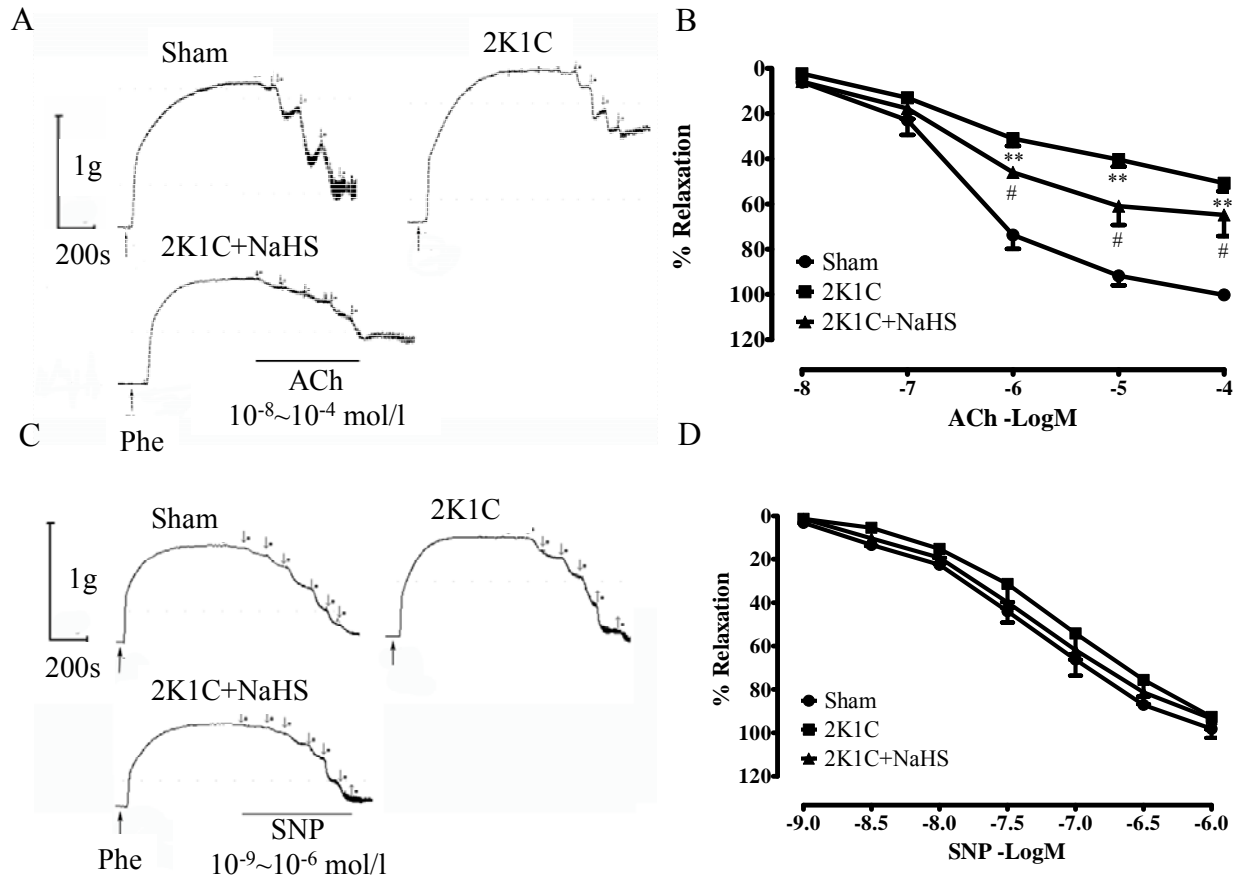 A
Sham
2K1C
1g
200s
2K1C+NaHS
ACh
10⁻⁸~10⁻⁴ mol/l
Phe
B
% Relaxation
0
20
40
60
80
100
120
** ** **
# # #
Sham
2K1C
2K1C+NaHS
-8 -7 -6 -5 -4
ACh -LogM
C
Sham
2K1C
1g
200s
2K1C+NaHS
SNP
10⁻⁹~10⁻⁶ mol/l
Phe
D
% Relaxation
0
20
40
60
80
100
120
Sham
2K1C
2K1C+NaHS
-9.0 -8.5 -8.0 -7.5 -7.0 -6.5 -6.0
SNP -LogM